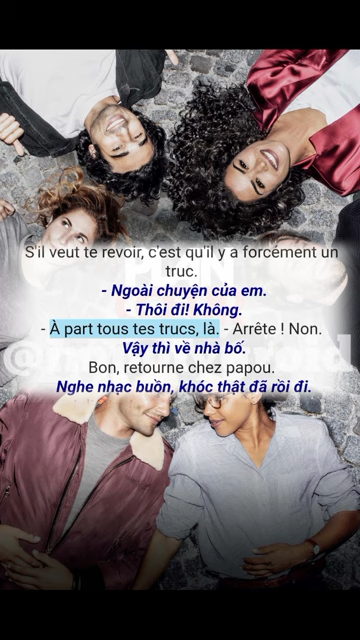 S'il veut te revoir, c'est qu'il y a forcément un
truc.
- Ngoài chuyện của em.
- Thôi đi! Không.
- À part tous tes trucs, là. - Arrête ! Non.
Vậy thì về nhà bố.
Bon, retourne chez papou.
Nghe nhạc buồn, khóc thật đã rồi đi.